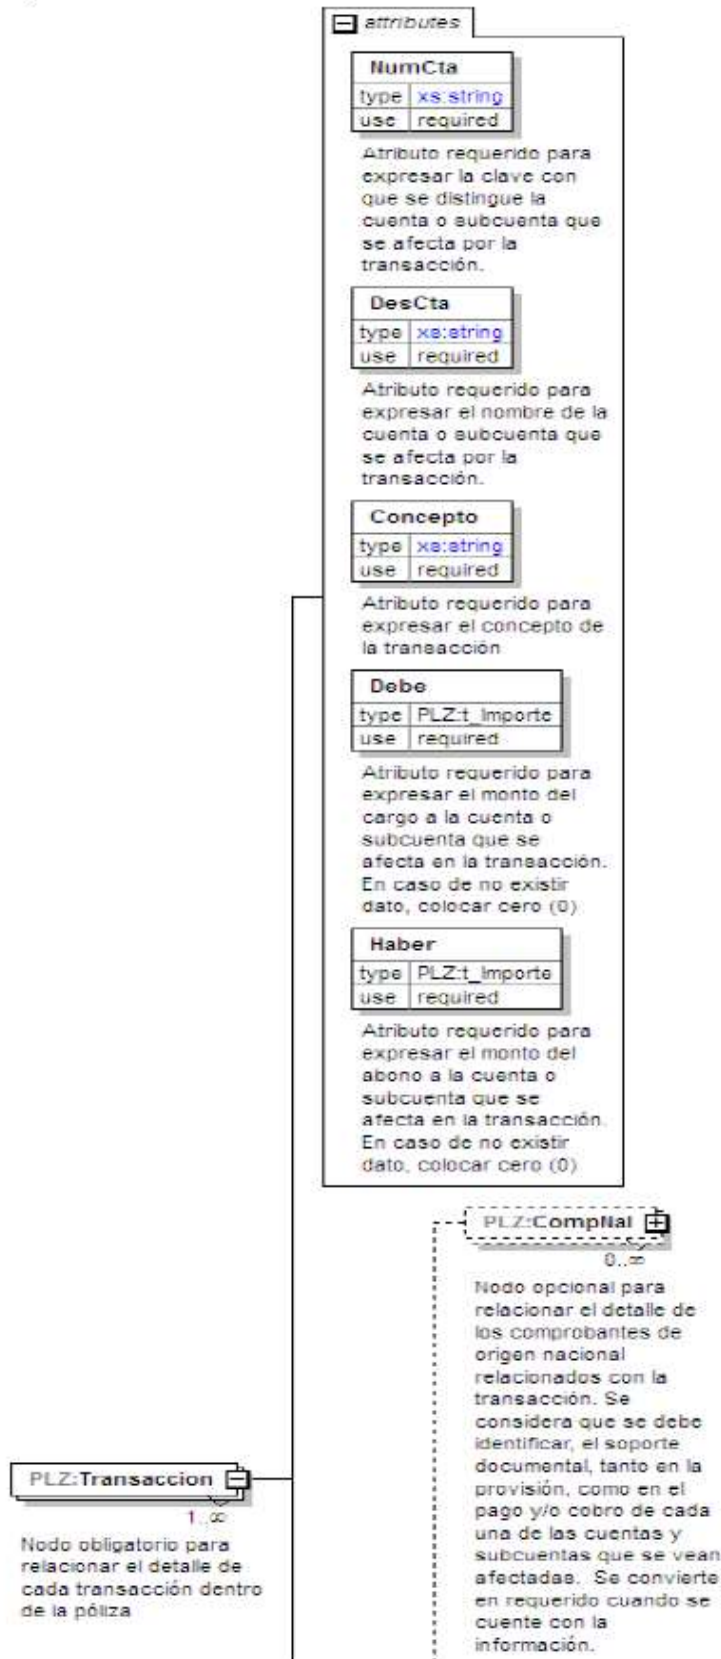 attributes
NumCta
type xs:string
use required
Atributo requerido para
expresar la clave con
que se distingue la
cuenta o subcuenta que
se afecta por la
transacción.
DesCta
type xs:string
use required
Atributo requerido para
expresar el nombre de la
cuenta o subcuenta que
se afecta por la
transacción.
Concepto
type xs:string
use required
Atributo requerido para
expresar el concepto de
la transacción
Debe
type PLZ:t_Importe
use required
Atributo requerido para
expresar el monto del
cargo a la cuenta o
subcuenta que se
afecta en la transacción.
En caso de no existir
dato, colocar cero (0)
Haber
type PLZ:t_Importe
use required
Atributo requerido para
expresar el monto del
abono a la cuenta o
subcuenta que se
afecta en la transacción.
En caso de no existir
dato, colocar cero (0)
PLZ:CompNal
0..∞
Nodo opcional para
relacionar el detalle de
los comprobantes de
origen nacional
relacionados con la
transacción. Se
considera que se debe
identificar, el soporte
documental, tanto en la
provisión, como en el
pago y/o cobro de cada
una de las cuentas y
subcuentas que se vean
afectadas. Se convierte
en requerido cuando se
cuente con la
información.
PLZ:Transaccion
1..∞
Nodo obligatorio para
relacionar el detalle de
cada transacción dentro
de la póliza